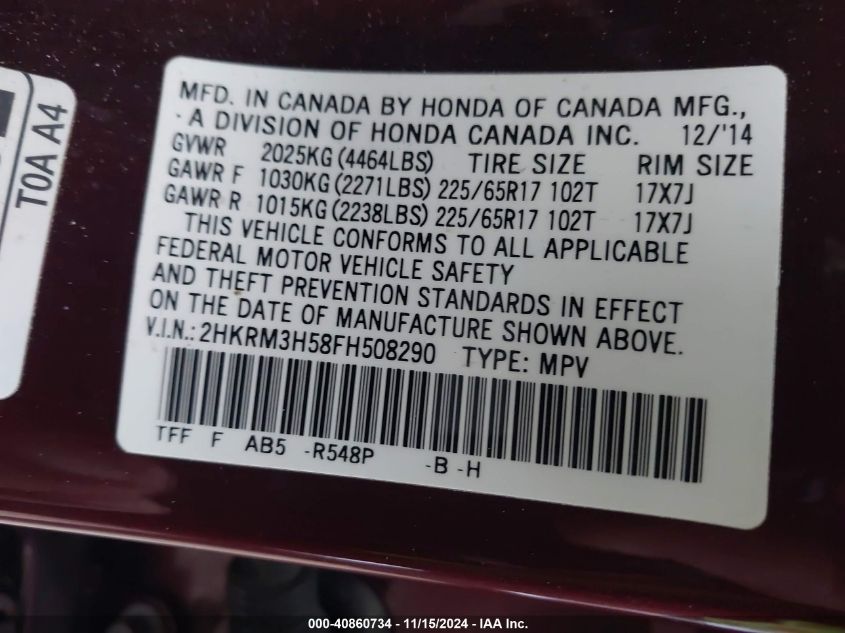 T0A A4
MFD. IN CANADA BY HONDA OF CANADA MFG.,
A DIVISION OF HONDA CANADA INC. 12/'14
GVWR 2025KG (4464LBS) TIRE SIZE RIM SIZE
GAWR F 1030KG (2271LBS) 225/65R17 102T 17X7J
GAWR R 1015KG (2238LBS) 225/65R17 102T 17X7J
THIS VEHICLE CONFORMS TO ALL APPLICABLE
FEDERAL MOTOR VEHICLE SAFETY
AND THEFT PREVENTION STANDARDS IN EFFECT
ON THE DATE OF MANUFACTURE SHOWN ABOVE.
V.I.N.: 2HKRM3H58FH508290 TYPE: MPV
TFF F AB5 -R548P -B -H
000-40860734 - 11/15/2024 - IAA Inc.